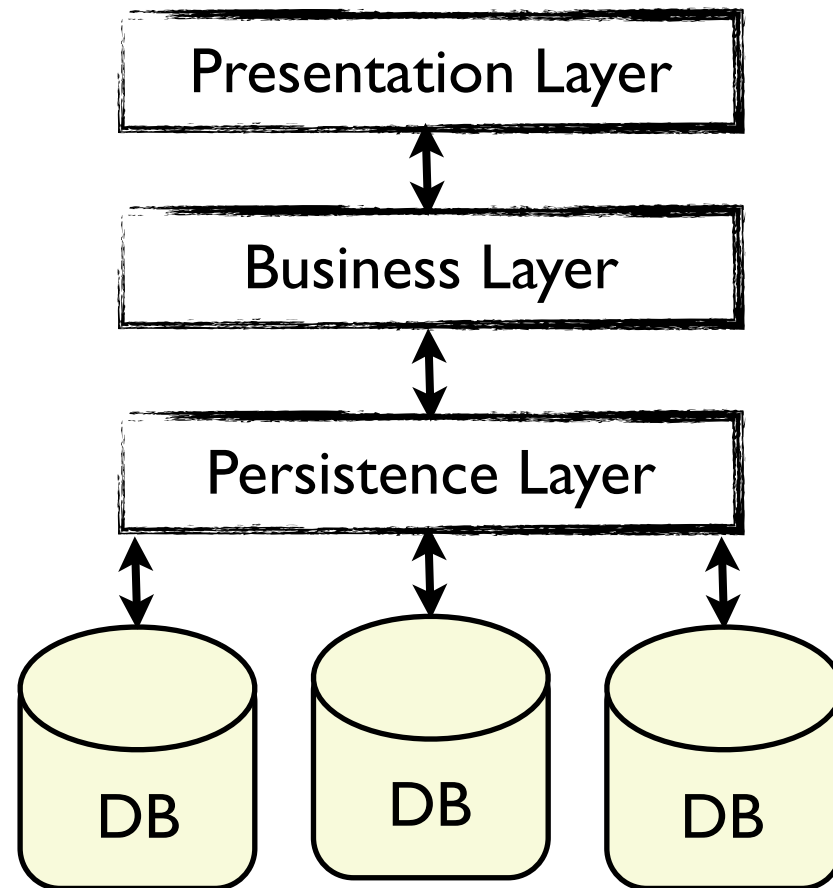 Presentation Layer
Business Layer
Persistence Layer
DB
DB
DB